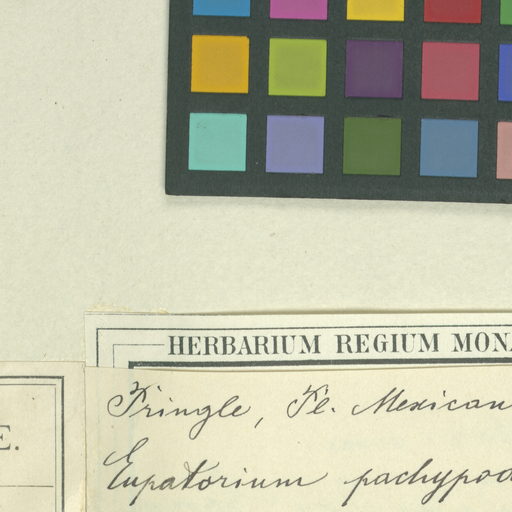 HERBARIUM REGIUM MON
Pringle, Pl. Mexican
E.
Eupatorium pachypod